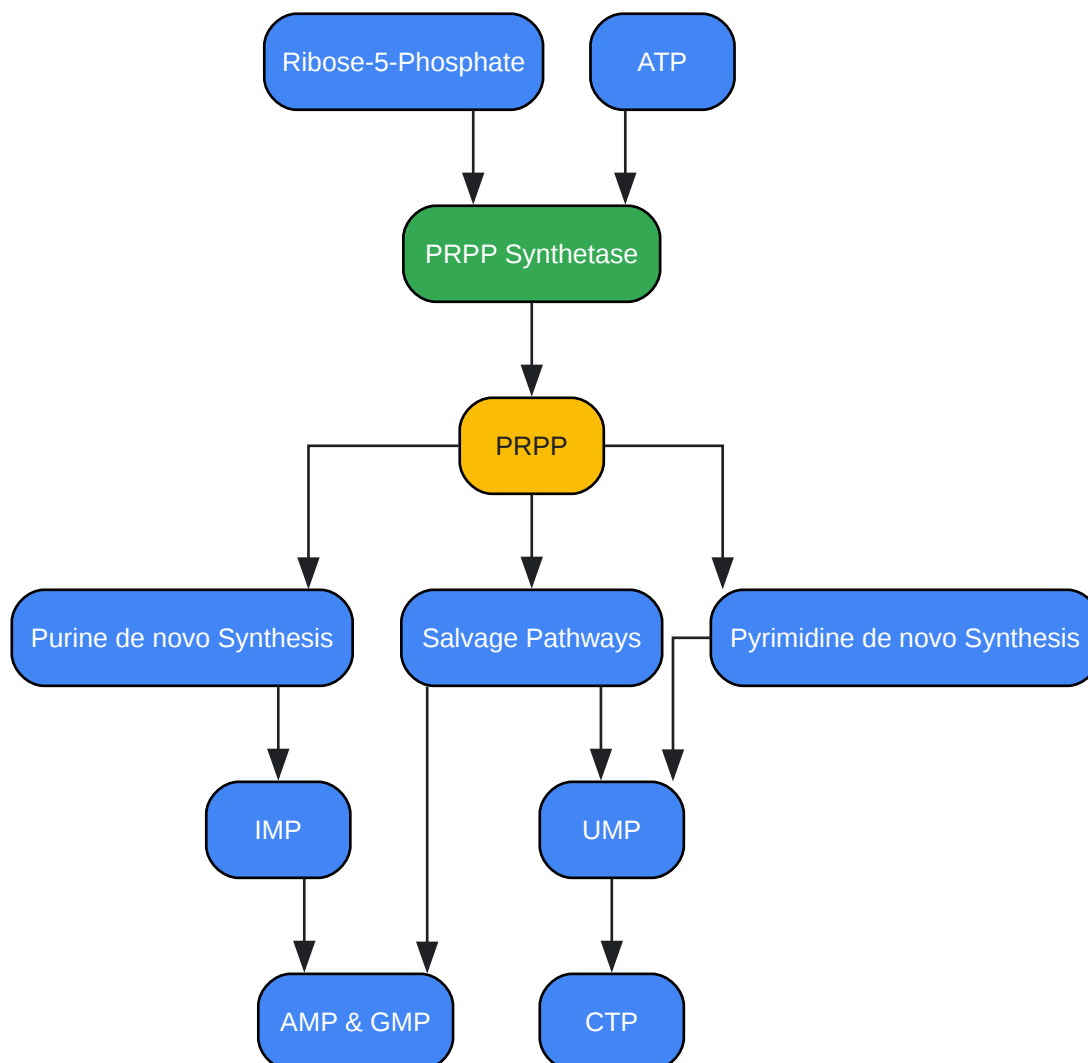 Ribose-5-Phosphate
ATP
PRPP Synthetase
PRPP
Purine de novo Synthesis
Salvage Pathways
Pyrimidine de novo Synthesis
IMP
UMP
AMP & GMP
CTP